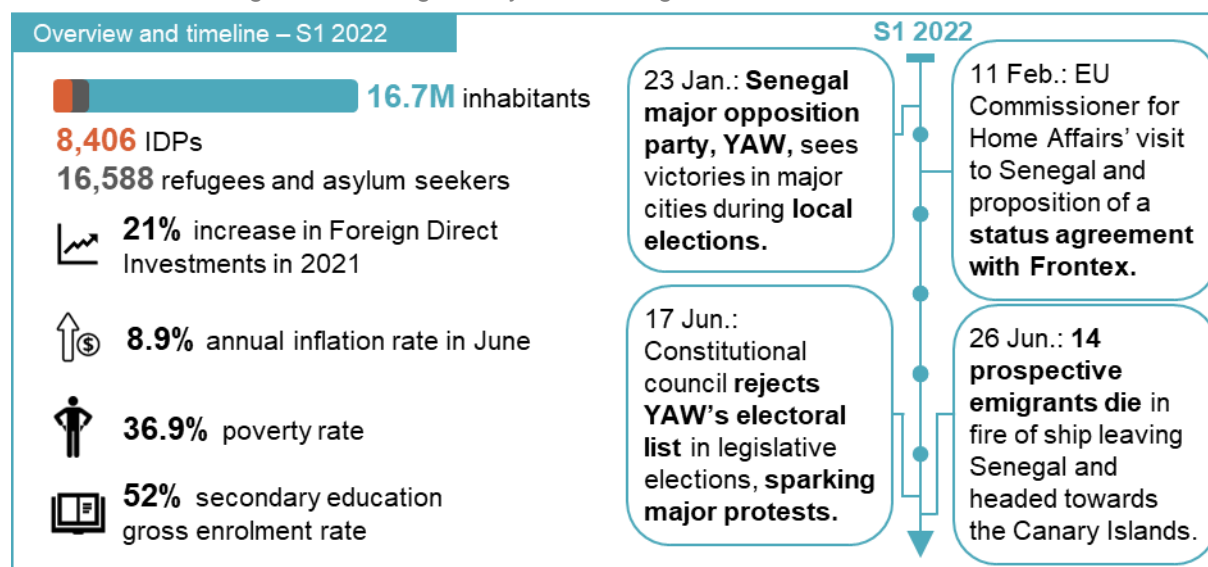 Overview and timeline – S1 2022
16.7M inhabitants
8,406 IDPs
16,588 refugees and asylum seekers
21% increase in Foreign Direct
Investments in 2021
8.9% annual inflation rate in June
36.9% poverty rate
52% secondary education
gross enrolment rate
S1 2022
23 Jan.: Senegal
major opposition
party, YAW, sees
victories in major
cities during local
elections.
11 Feb.: EU
Commissioner for
Home Affairs’ visit
to Senegal and
proposition of a
status agreement
with Frontex.
17 Jun.:
Constitutional
council rejects
YAW’s electoral
list in legislative
elections, sparking
major protests.
26 Jun.: 14
prospective
emigrants die in
fire of ship leaving
Senegal and
headed towards
the Canary Islands.